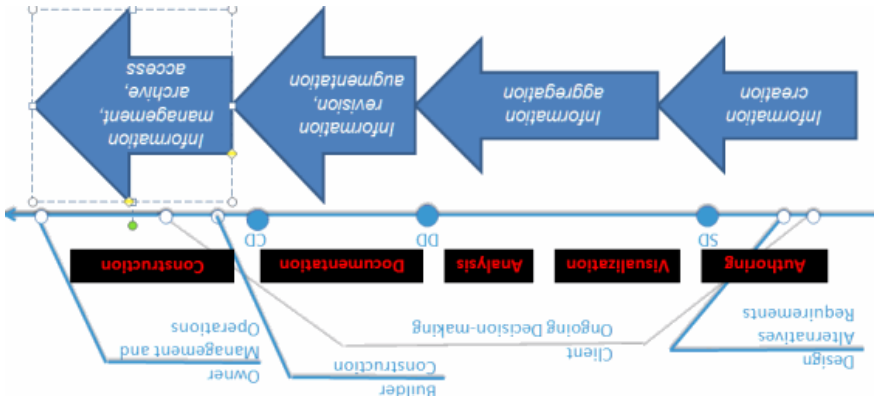 Design
Alternatives
Requirements
Client
Ongoing Decision-making
Builder
Construction
Owner
Management and
Operations
Authoring
Visualization
Analysis
Documentation
Construction
SD
DD
CD
Information
creation
Information
aggregation
Information
revision,
augmentation
Information
management,
archive,
access